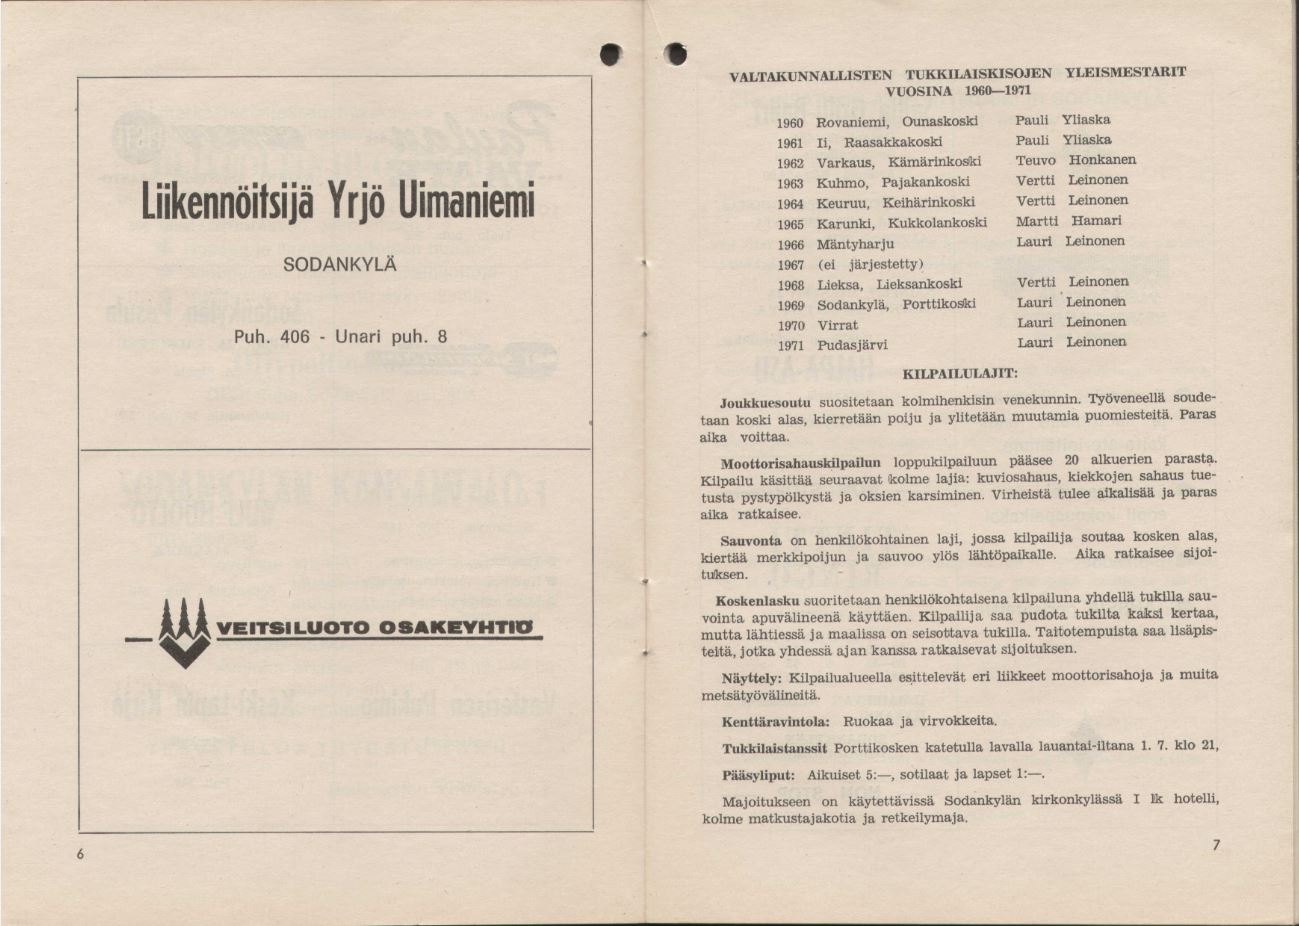 Liikennöitsijä Yrjö Uimaniemi
SODANKYLÄ
Puh. 406 - Unari puh. 8
VEITSILUOTO OSAKEYHTIÖ
6
VALTAKUNNALLISTEN TUKKILAISKISOJEN YLEISMESTARIT
VUOSINA 1960—1971
1960 Rovaniemi, Ounaskoski Pauli Yliaska
1961 Ii, Raasakkakoski Pauli Yliaska
1962 Varkaus, Kämärinkoski Teuvo Honkanen
1963 Kuhmo, Pajakankoski Vertti Leinonen
1964 Keuruu, Keihärinkoski Vertti Leinonen
1965 Karunki, Kukkolankoski Martti Hamari
1966 Mäntyharju Lauri Leinonen
1967 (ei järjestetty)
1968 Lieksa, Lieksankoski Vertti Leinonen
1969 Sodankylä, Porttikoski Lauri Leinonen
1970 Virrat Lauri Leinonen
1971 Pudasjärvi Lauri Leinonen
KILPAILULAJIT:
Joukkuesoutu suositetaan kolmihenkisin venekunnin. Työveneellä soude-
taan koski alas, kierretään poiju ja ylitetään muutamia puomiesteitä. Paras
aika voittaa.
Moottorisahauskilpailun loppukilpailuun pääsee 20 alkuerien parasta.
Kilpailu käsittää seuraavat kolme lajia: kuviosahaus, kiekkojen sahaus tue-
tusta pystypölkystä ja oksien karsiminen. Virheistä tulee aikalisää ja paras
aika ratkaisee.
Sauvonta on henkilökohtainen laji, jossa kilpailija soutaa kosken alas,
kiertää merkkipoijun ja sauvoo ylös lähtöpaikalle. Aika ratkaisee sijoi-
tuksen.
Koskenlasku suoritetaan henkilökohtaisena kilpailuna yhdellä tukilla sau-
vointa apuvälineenä käyttäen. Kilpailija saa pudota tukilta kaksi kertaa,
mutta lähtiessä ja maalissa on seisottava tukilla. Taitotempuista saa lisäpis-
teitä, jotka yhdessä ajan kanssa ratkaisevat sijoituksen.
Näyttely: Kilpailualueella esittelevät eri liikkeet moottorisahoja ja muita
metsätyövälineitä.
Kenttäravintola: Ruokaa ja virvokkeita.
Tukkilaistanssit Porttikosken katetulla lavalla lauantai-iltana 1. 7. klo 21,
Pääsyliput: Aikuiset 5:—, sotilaat ja lapset 1:—.
Majoitukseen on käytettävissä Sodankylän kirkonkylässä I lk hotelli,
kolme matkustajakotia ja retkeilymaja.
7